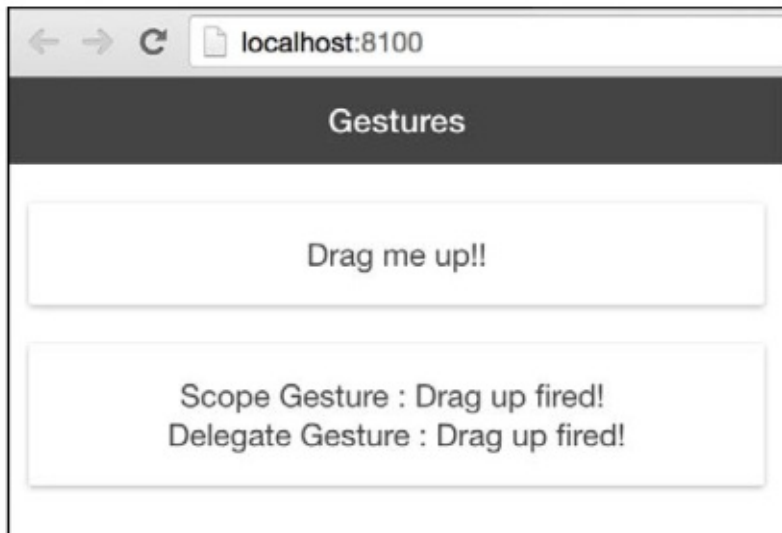 localhost:8100
Gestures
Drag me up!!
Scope Gesture : Drag up fired!
Delegate Gesture : Drag up fired!